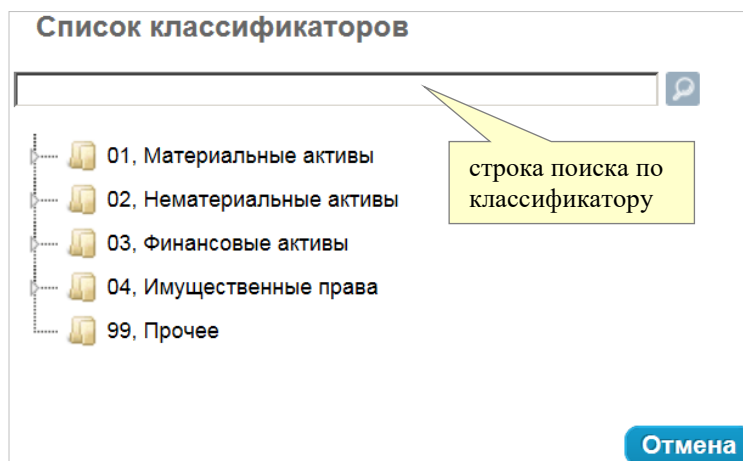 Список классификаторов
строка поиска по
классификатору
01, Материальные активы
02, Нематериальные активы
03, Финансовые активы
04, Имущественные права
99, Прочее
Отмена